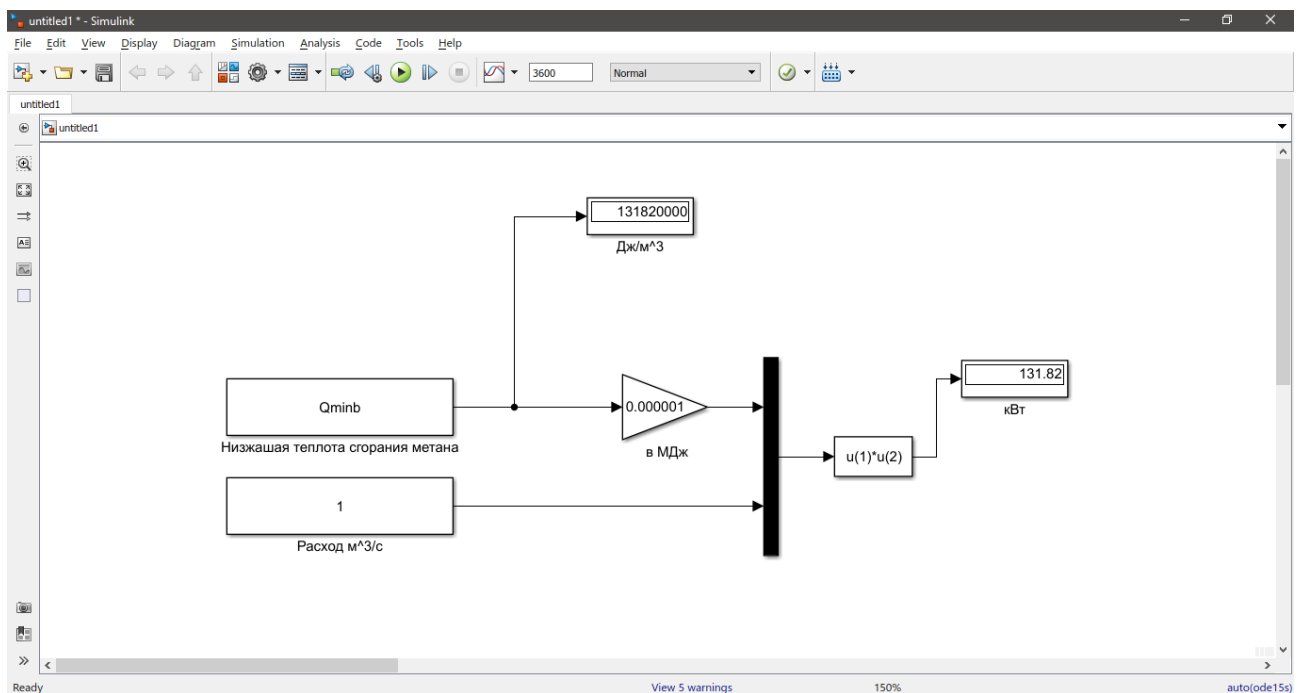 untitled1 * - Simulink
File Edit View Display Diagram Simulation Analysis Code Tools Help
3600 Normal
untitled1
untitled1
131820000
Дж/м^3
Qminb
Низжашая теплота сгорания метана
0.000001
в МДж
1
Расход м^3/с
u(1)*u(2)
131.82
кВт
Ready View 5 warnings 150% auto(ode15s)